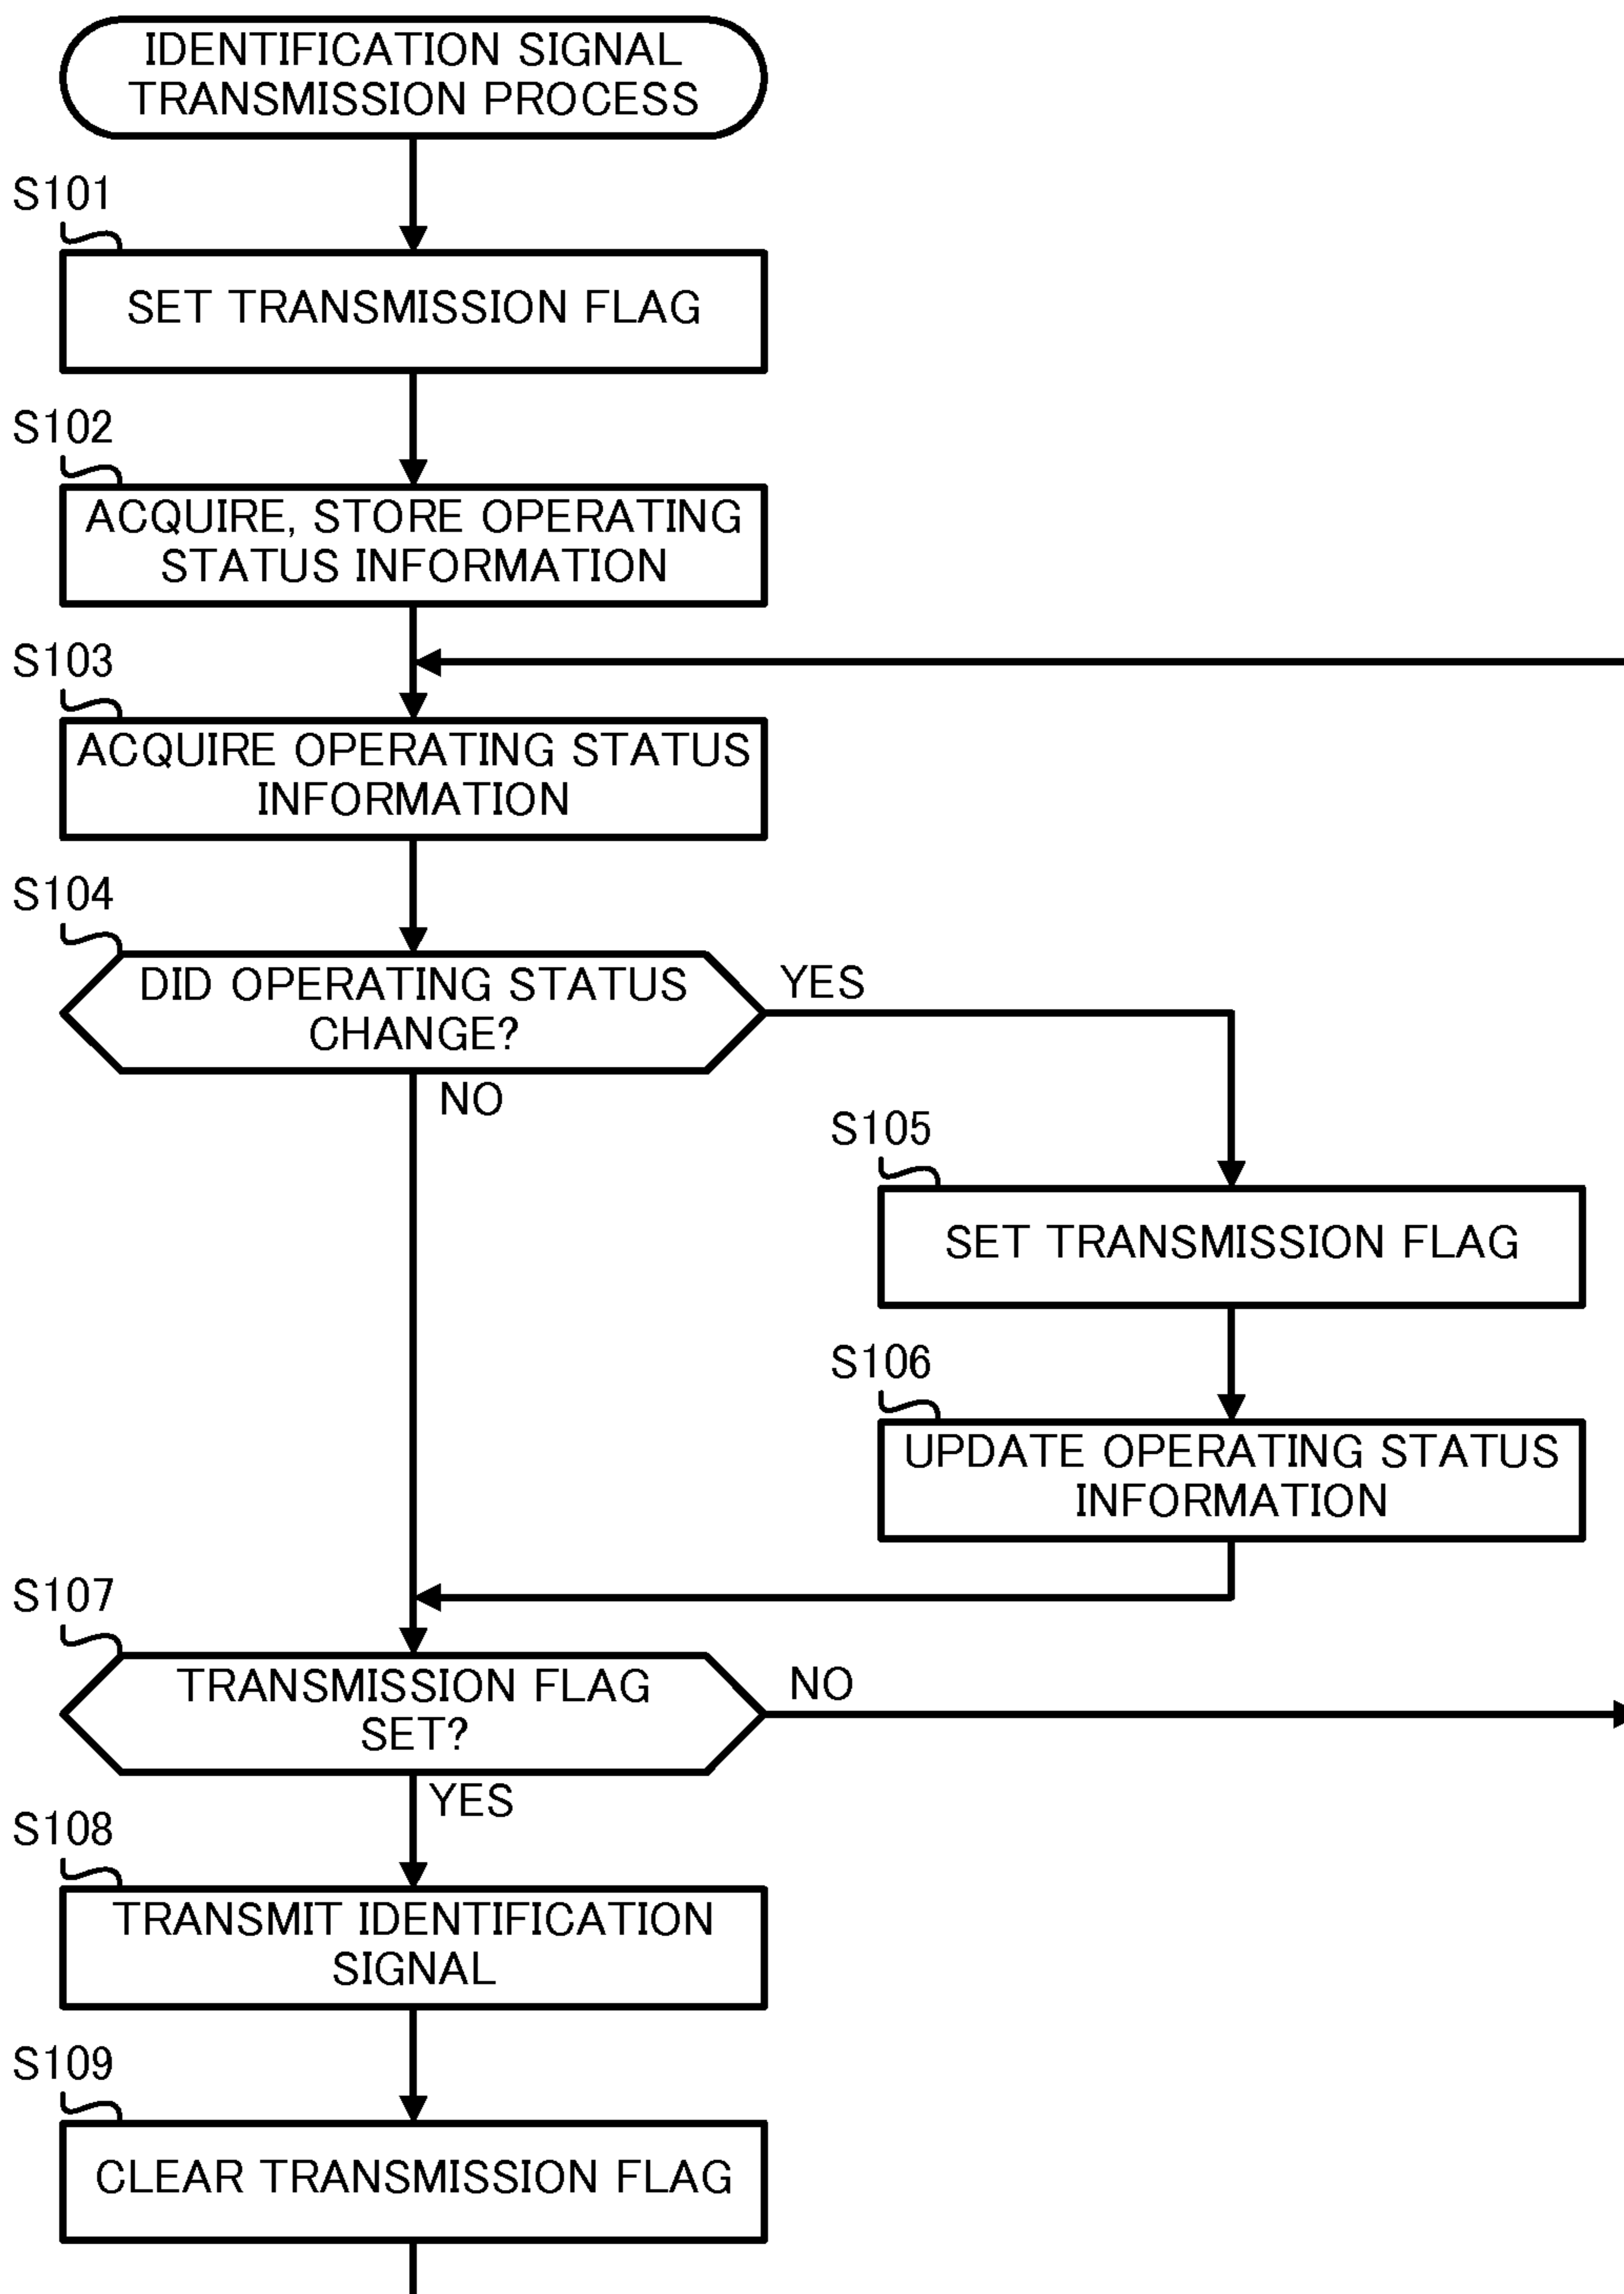 IDENTIFICATION SIGNAL
TRANSMISSION PROCESS
S101
SET TRANSMISSION FLAG
S102
ACQUIRE, STORE OPERATING
STATUS INFORMATION
S103
ACQUIRE OPERATING STATUS
INFORMATION
S104
DID OPERATING STATUS
CHANGE?
YES
NO
S105
SET TRANSMISSION FLAG
S106
UPDATE OPERATING STATUS
INFORMATION
S107
TRANSMISSION FLAG
SET?
NO
YES
S108
TRANSMIT IDENTIFICATION
SIGNAL
S109
CLEAR TRANSMISSION FLAG